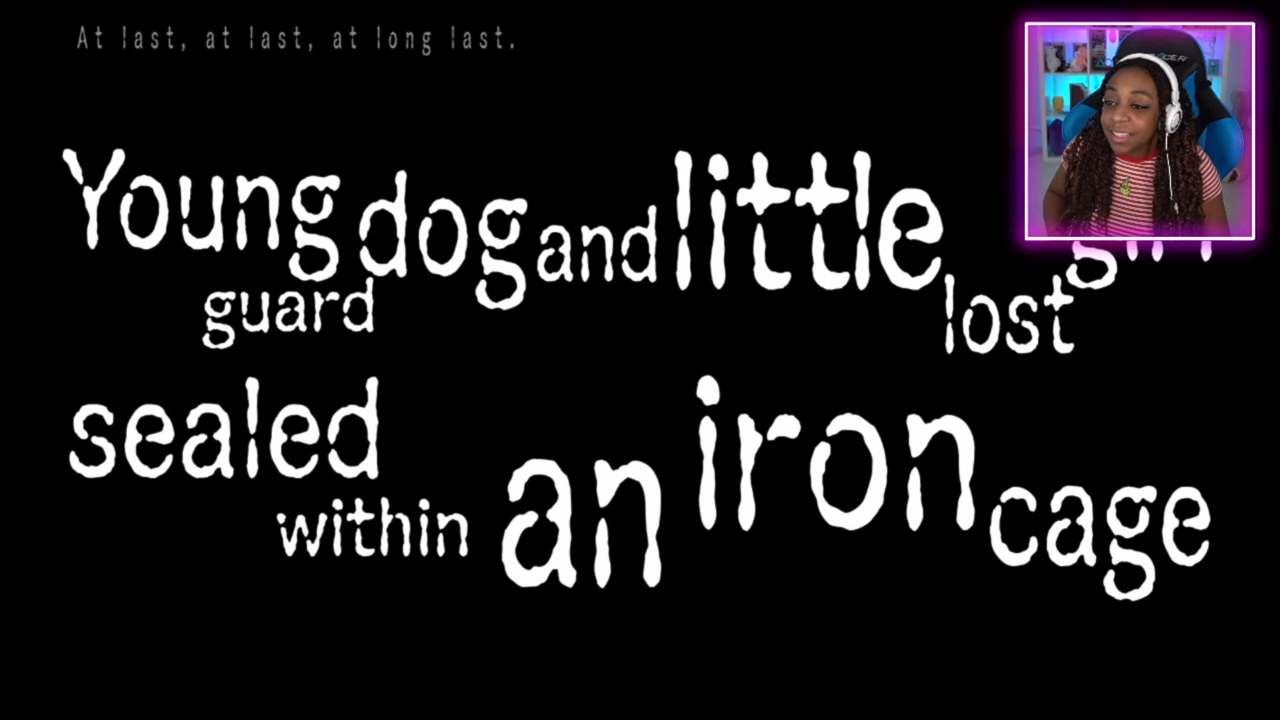 At last, at last, at long last.
Young dog and little
guard lost
sealed
within an iron cage